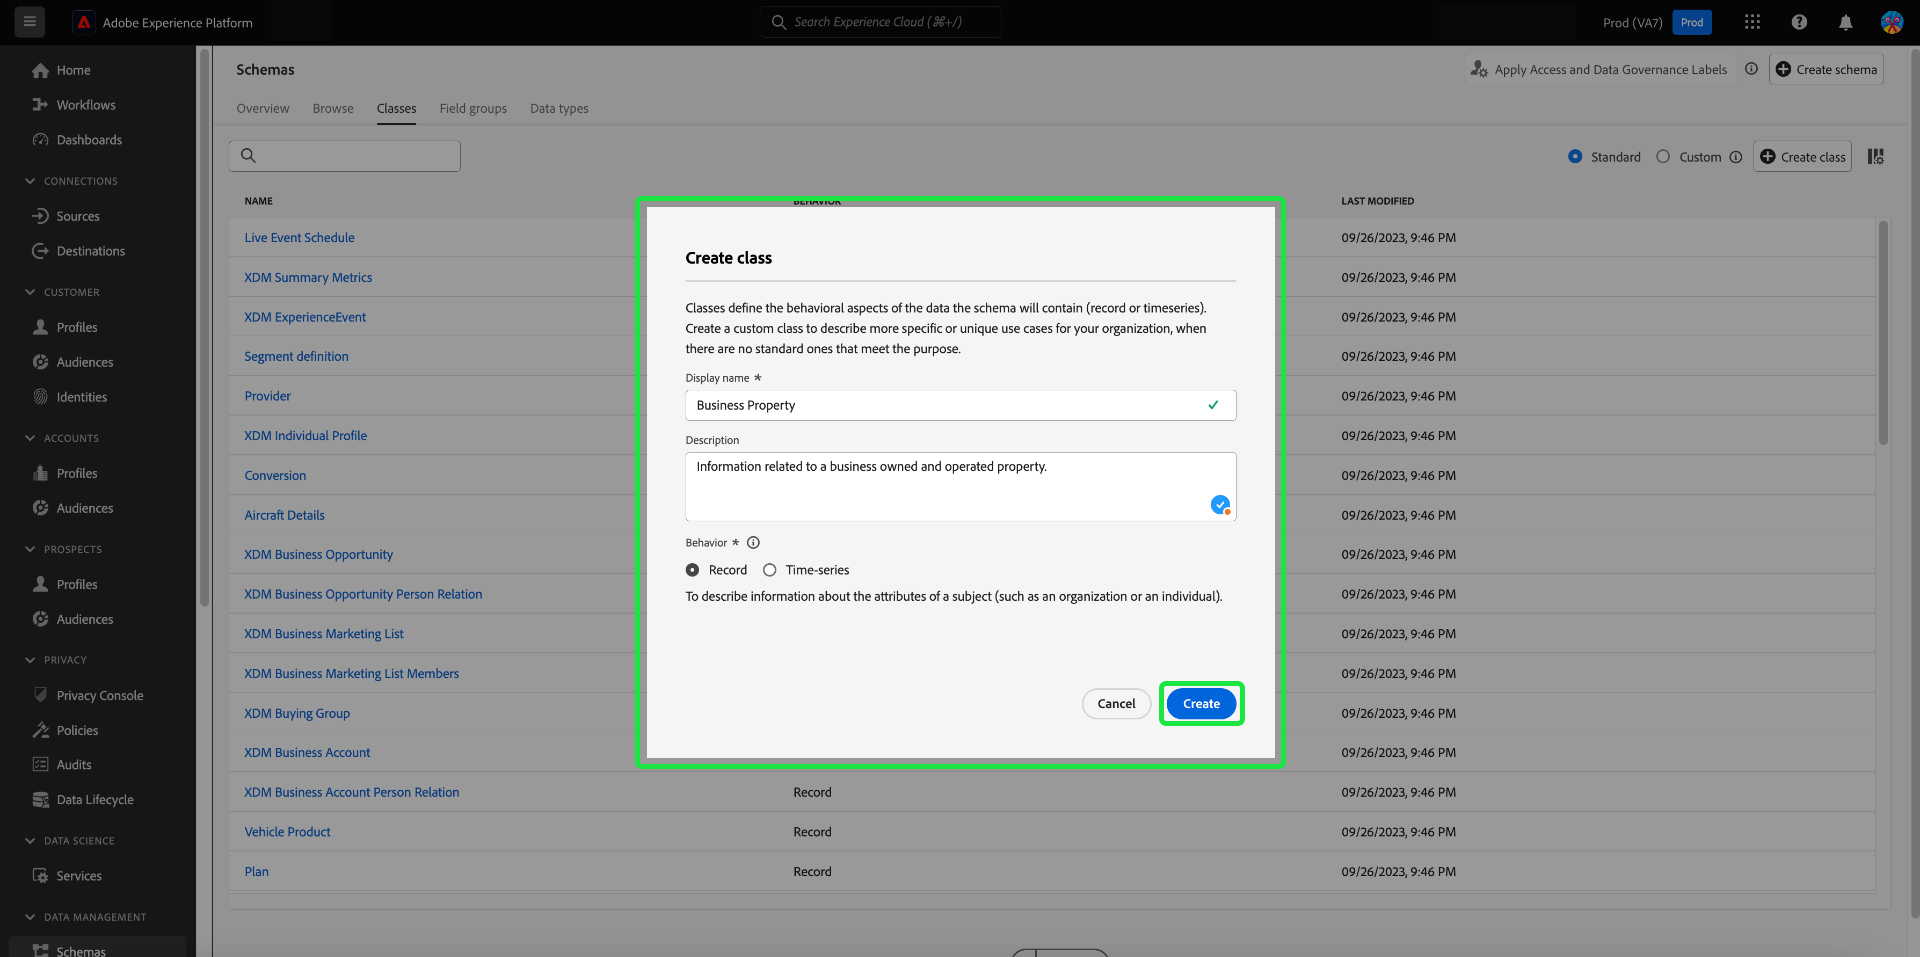 Adobe Experience Platform
Search Experience Cloud (⌘+/)
Prod (VA7)
Prod
Home
Workflows
Dashboards
CONNECTIONS
Sources
Destinations
CUSTOMER
Profiles
Audiences
Identities
ACCOUNTS
Profiles
Audiences
PROSPECTS
Profiles
Audiences
PRIVACY
Privacy Console
Policies
Audits
Data Lifecycle
DATA SCIENCE
Services
DATA MANAGEMENT
Schemas
Schemas
Apply Access and Data Governance Labels
Create schema
Overview Browse Classes Field groups Data types
Standard Custom Create class
NAME BEHAVIOR LAST MODIFIED
Live Event Schedule 09/26/2023, 9:46 PM
XDM Summary Metrics 09/26/2023, 9:46 PM
XDM ExperienceEvent 09/26/2023, 9:46 PM
Segment definition 09/26/2023, 9:46 PM
Provider 09/26/2023, 9:46 PM
XDM Individual Profile 09/26/2023, 9:46 PM
Conversion 09/26/2023, 9:46 PM
Aircraft Details 09/26/2023, 9:46 PM
XDM Business Opportunity 09/26/2023, 9:46 PM
XDM Business Opportunity Person Relation 09/26/2023, 9:46 PM
XDM Business Marketing List 09/26/2023, 9:46 PM
XDM Business Marketing List Members 09/26/2023, 9:46 PM
XDM Buying Group 09/26/2023, 9:46 PM
XDM Business Account 09/26/2023, 9:46 PM
XDM Business Account Person Relation Record 09/26/2023, 9:46 PM
Vehicle Product Record 09/26/2023, 9:46 PM
Plan Record 09/26/2023, 9:46 PM
Create class
Classes define the behavioral aspects of the data the schema will contain (record or timeseries).
Create a custom class to describe more specific or unique use cases for your organization, when
there are no standard ones that meet the purpose.
Display name *
Business Property
Description
Information related to a business owned and operated property.
Behavior *
Record Time-series
To describe information about the attributes of a subject (such as an organization or an individual).
Cancel Create